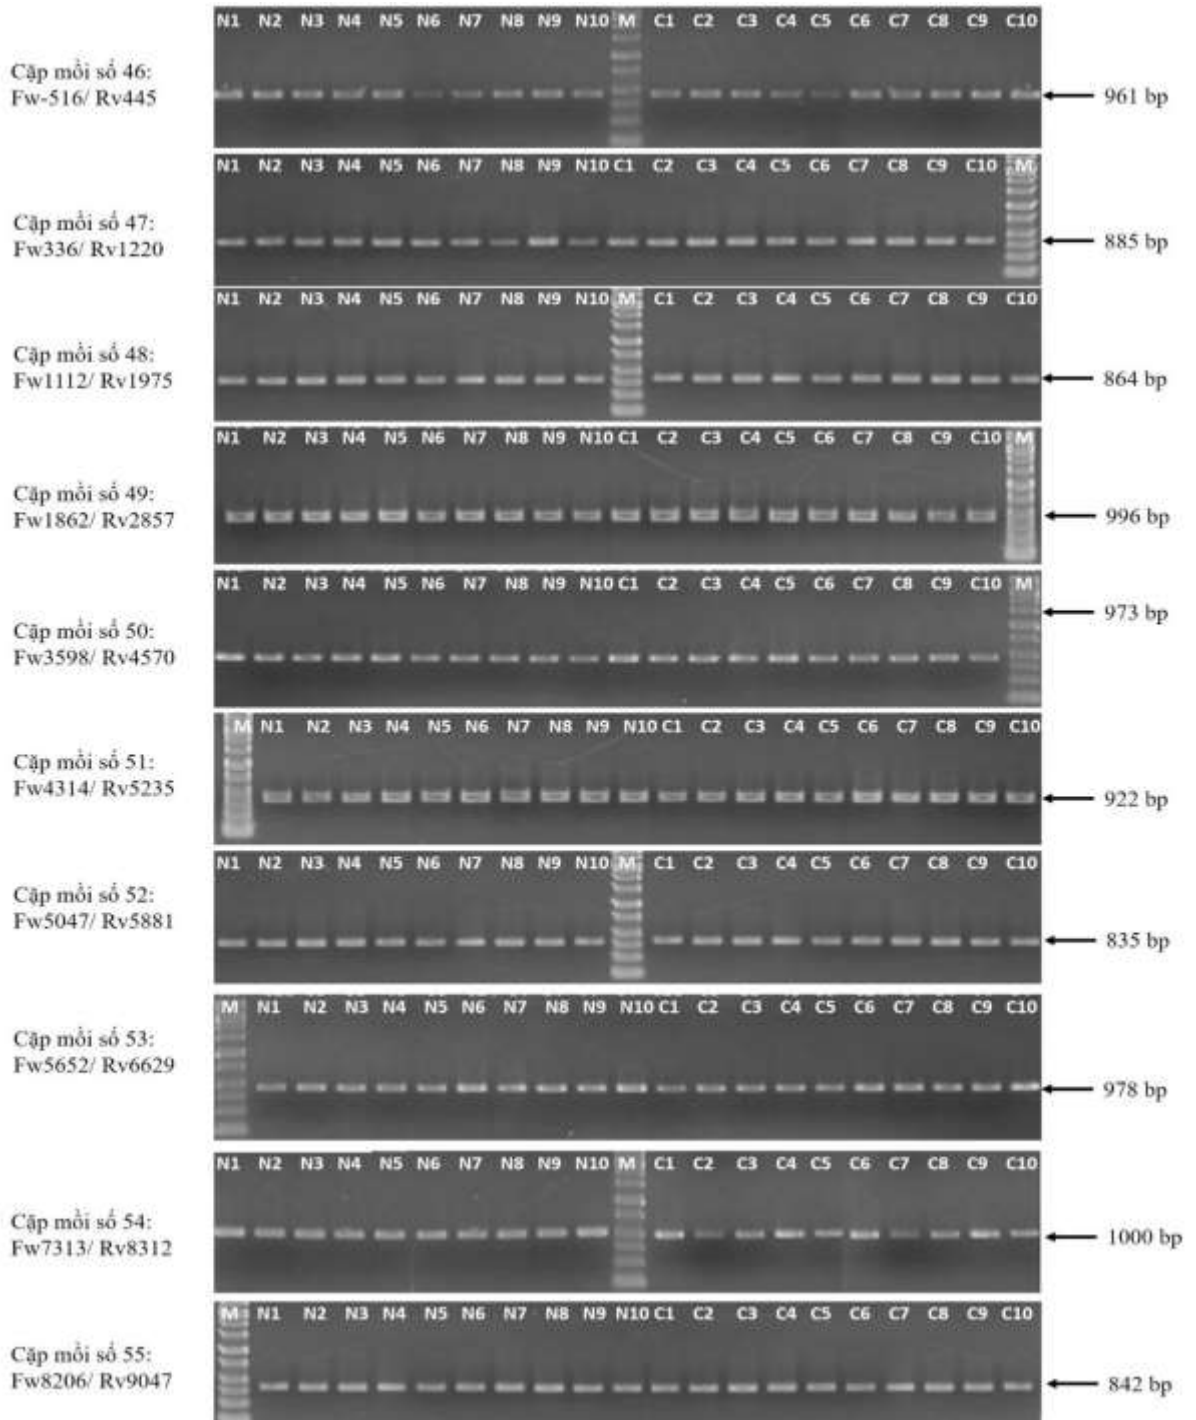 N1 N2 N3 N4 N5 N6 N7 N8 N9 N10 M C1 C2 C3 C4 C5 C6 C7 C8 C9 C10
Cặp mồi số 46:
Fw-516/ Rv445
961 bp
N1 N2 N3 N4 N5 N6 N7 N8 N9 N10 C1 C2 C3 C4 C5 C6 C7 C8 C9 C10 M
Cặp mồi số 47:
Fw336/ Rv1220
885 bp
N1 N2 N3 N4 N5 N6 N7 N8 N9 N10 M C1 C2 C3 C4 C5 C6 C7 C8 C9 C10
Cặp mồi số 48:
Fw1112/ Rv1975
864 bp
N1 N2 N3 N4 N5 N6 N7 N8 N9 N10 C1 C2 C3 C4 C5 C6 C7 C8 C9 C10 M
Cặp mồi số 49:
Fw1862/ Rv2857
996 bp
N1 N2 N3 N4 N5 N6 N7 N8 N9 N10 C1 C2 C3 C4 C5 C6 C7 C8 C9 C10 M
Cặp mồi số 50:
Fw3598/ Rv4570
973 bp
M N1 N2 N3 N4 N5 N6 N7 N8 N9 N10 C1 C2 C3 C4 C5 C6 C7 C8 C9 C10
Cặp mồi số 51:
Fw4314/ Rv5235
922 bp
N1 N2 N3 N4 N5 N6 N7 N8 N9 N10 M C1 C2 C3 C4 C5 C6 C7 C8 C9 C10
Cặp mồi số 52:
Fw5047/ Rv5881
835 bp
M N1 N2 N3 N4 N5 N6 N7 N8 N9 N10 C1 C2 C3 C4 C5 C6 C7 C8 C9 C10
Cặp mồi số 53:
Fw5652/ Rv6629
978 bp
N1 N2 N3 N4 N5 N6 N7 N8 N9 N10 M C1 C2 C3 C4 C5 C6 C7 C8 C9 C10
Cặp mồi số 54:
Fw7313/ Rv8312
1000 bp
M N1 N2 N3 N4 N5 N6 N7 N8 N9 N10 C1 C2 C3 C4 C5 C6 C7 C8 C9 C10
Cặp mồi số 55:
Fw8206/ Rv9047
842 bp